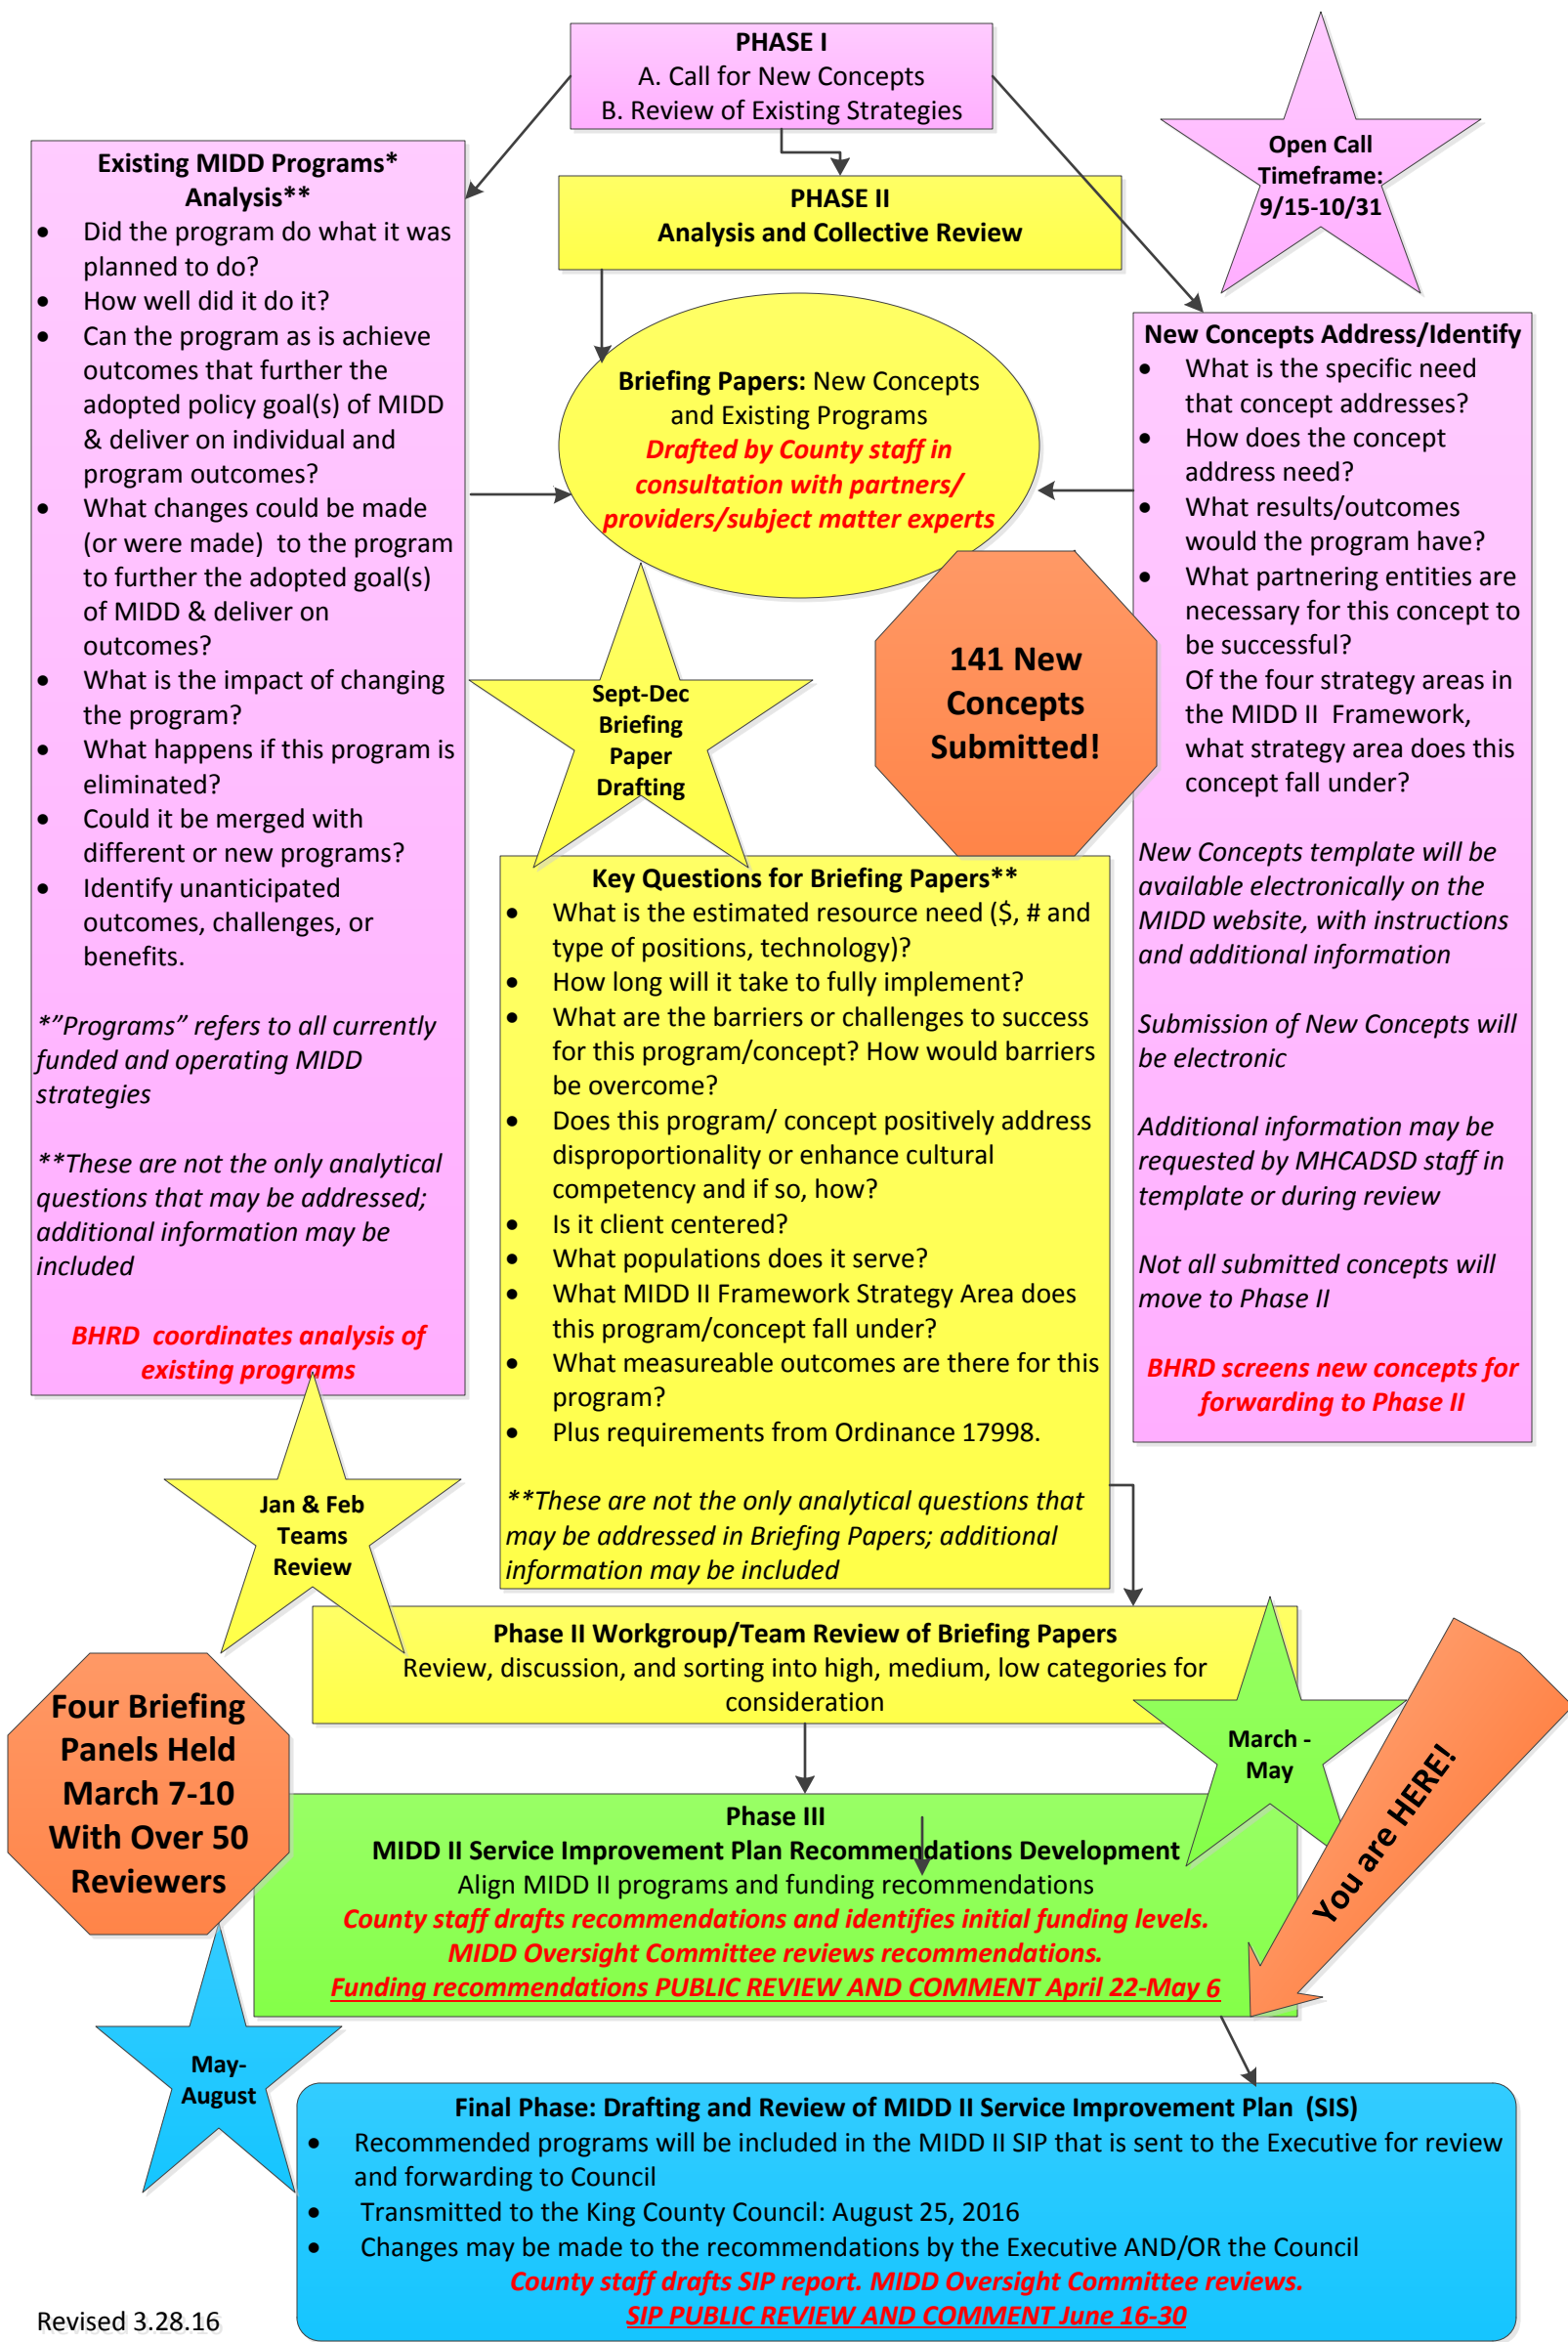 PHASE I
A. Call for New Concepts
B. Review of Existing Strategies
Open Call
Timeframe:
9/15-10/31
Existing MIDD Programs*
Analysis**
• Did the program do what it was
planned to do?
• How well did it do it?
• Can the program as is achieve
outcomes that further the
adopted policy goal(s) of MIDD
& deliver on individual and
program outcomes?
• What changes could be made
(or were made) to the program
to further the adopted goal(s)
of MIDD & deliver on
outcomes?
• What is the impact of changing
the program?
• What happens if this program is
eliminated?
• Could it be merged with
different or new programs?
• Identify unanticipated
outcomes, challenges, or
benefits.
*”Programs” refers to all currently
funded and operating MIDD
strategies
**These are not the only analytical
questions that may be addressed;
additional information may be
included
BHRD coordinates analysis of
existing programs
PHASE II
Analysis and Collective Review
Briefing Papers: New Concepts
and Existing Programs
Drafted by County staff in
consultation with partners/
providers/subject matter experts
New Concepts Address/Identify
• What is the specific need
that concept addresses?
• How does the concept
address need?
• What results/outcomes
would the program have?
• What partnering entities are
necessary for this concept to
be successful?
Of the four strategy areas in
the MIDD II Framework,
what strategy area does this
concept fall under?
New Concepts template will be
available electronically on the
MIDD website, with instructions
and additional information
Submission of New Concepts will
be electronic
Additional information may be
requested by MHCADSD staff in
template or during review
Not all submitted concepts will
move to Phase II
BHRD screens new concepts for
forwarding to Phase II
141 New
Concepts
Submitted!
Sept-Dec
Briefing
Paper
Drafting
Key Questions for Briefing Papers**
• What is the estimated resource need ($, # and
type of positions, technology)?
• How long will it take to fully implement?
• What are the barriers or challenges to success
for this program/concept? How would barriers
be overcome?
• Does this program/ concept positively address
disproportionality or enhance cultural
competency and if so, how?
• Is it client centered?
• What populations does it serve?
• What MIDD II Framework Strategy Area does
this program/concept fall under?
• What measureable outcomes are there for this
program?
• Plus requirements from Ordinance 17998.
**These are not the only analytical questions that
may be addressed in Briefing Papers; additional
information may be included
Jan & Feb
Teams
Review
Phase II Workgroup/Team Review of Briefing Papers
Review, discussion, and sorting into high, medium, low categories for
consideration
Four Briefing
Panels Held
March 7-10
With Over 50
Reviewers
March -
May
You are HERE!
Phase III
MIDD II Service Improvement Plan Recommendations Development
Align MIDD II programs and funding recommendations
County staff drafts recommendations and identifies initial funding levels.
MIDD Oversight Committee reviews recommendations.
Funding recommendations PUBLIC REVIEW AND COMMENT April 22-May 6
May-
August
Final Phase: Drafting and Review of MIDD II Service Improvement Plan (SIS)
• Recommended programs will be included in the MIDD II SIP that is sent to the Executive for review
and forwarding to Council
• Transmitted to the King County Council: August 25, 2016
• Changes may be made to the recommendations by the Executive AND/OR the Council
County staff drafts SIP report. MIDD Oversight Committee reviews.
SIP PUBLIC REVIEW AND COMMENT June 16-30
Revised 3.28.16